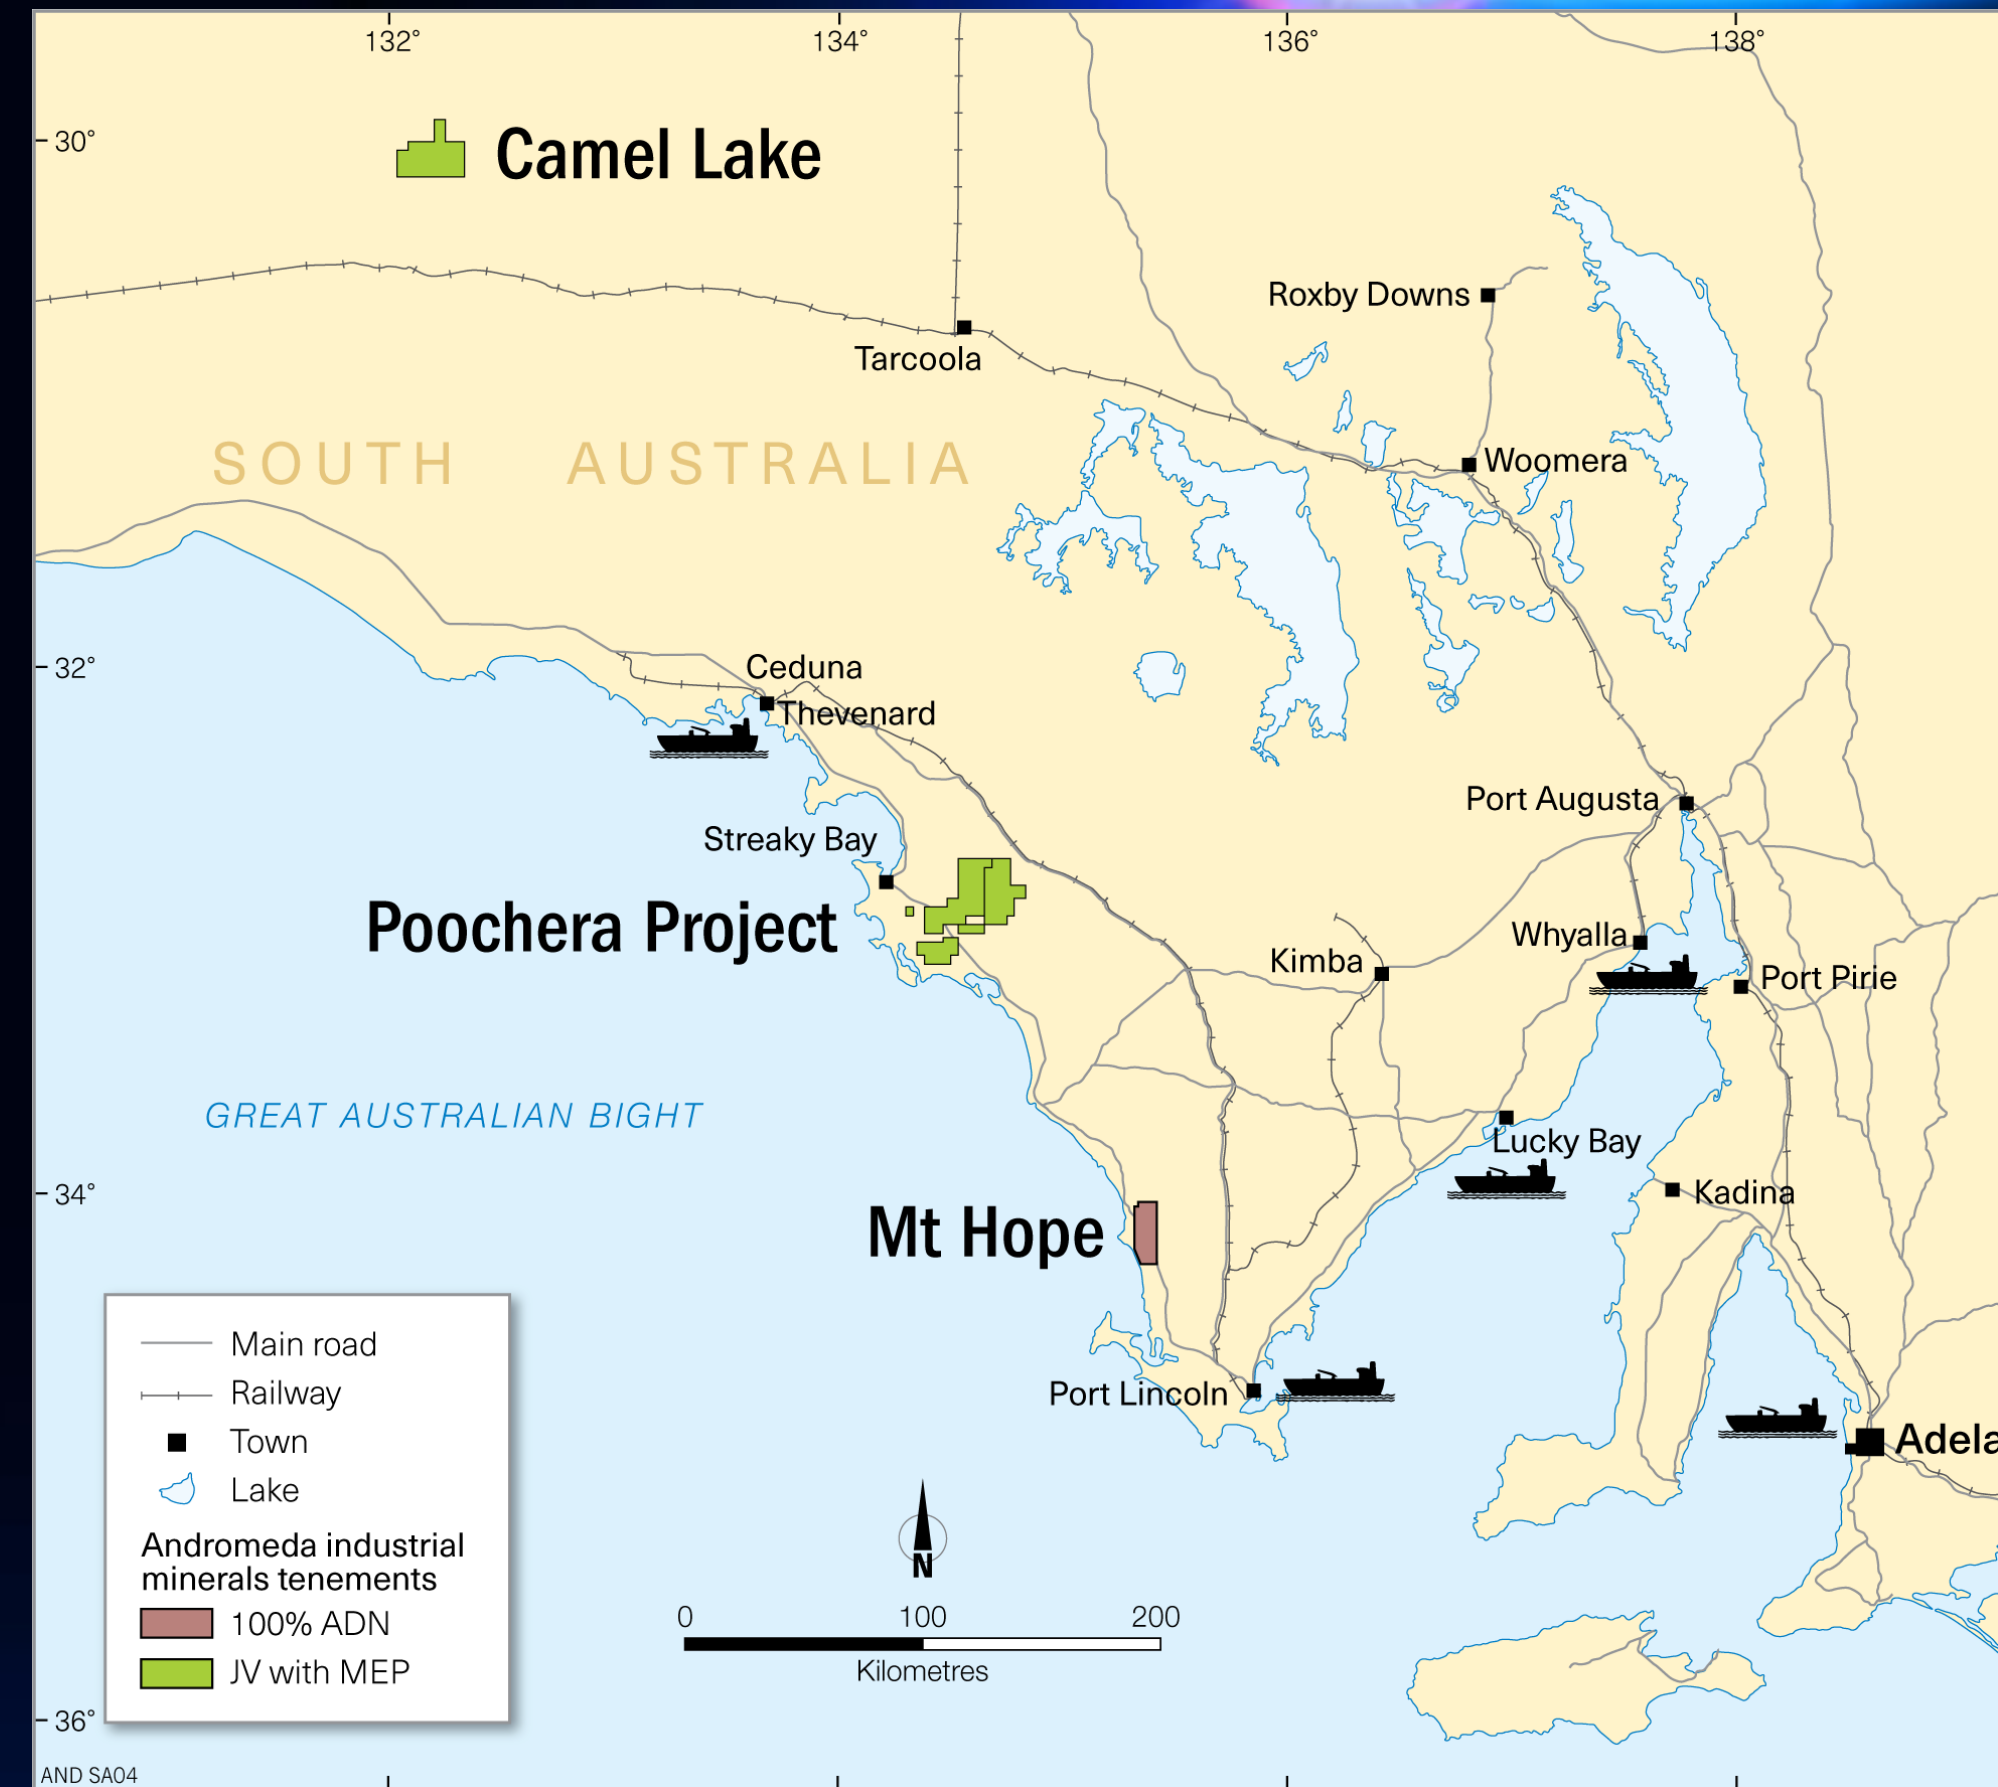 132°
134°
136°
138°
30°
Camel Lake
Roxby Downs
Tarcoola
SOUTH AUSTRALIA
Woomera
32°
Ceduna
Thevenard
Port Augusta
Streaky Bay
Poochera Project
Whyalla
Kimba
Port Pirie
GREAT AUSTRALIAN BIGHT
Lucky Bay
34°
Kadina
Mt Hope
Port Lincoln
Adela
Main road
Railway
Town
Lake
Andromeda industrial
minerals tenements
100% ADN
JV with MEP
N
0 100 200
Kilometres
36°
AND SA04